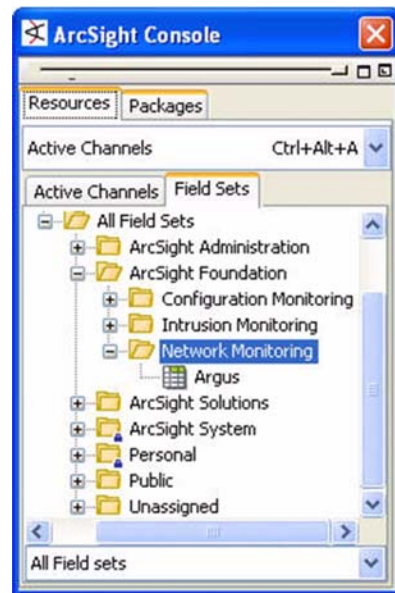 ArcSight Console
Resources Packages
Active Channels Ctrl+Alt+A
Active Channels Field Sets
All Field Sets
ArcSight Administration
ArcSight Foundation
Configuration Monitoring
Intrusion Monitoring
Network Monitoring
Argus
ArcSight Solutions
ArcSight System
Personal
Public
Unassigned
All Field sets